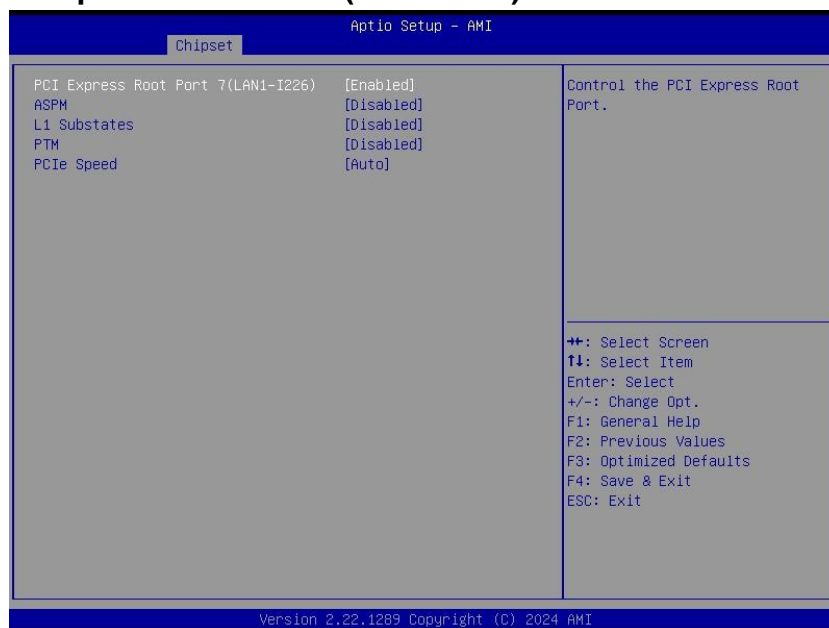 Aptio Setup - AMI
Chipset
PCI Express Root Port 7(LAN1-I226) [Enabled]
ASPM [Disabled]
L1 Substates [Disabled]
PTM [Disabled]
PCIe Speed [Auto]
Control the PCI Express Root
Port.
→←: Select Screen
↑↓: Select Item
Enter: Select
+/-: Change Opt.
F1: General Help
F2: Previous Values
F3: Optimized Defaults
F4: Save & Exit
ESC: Exit
Version 2.22.1289 Copyright (C) 2024 AMI